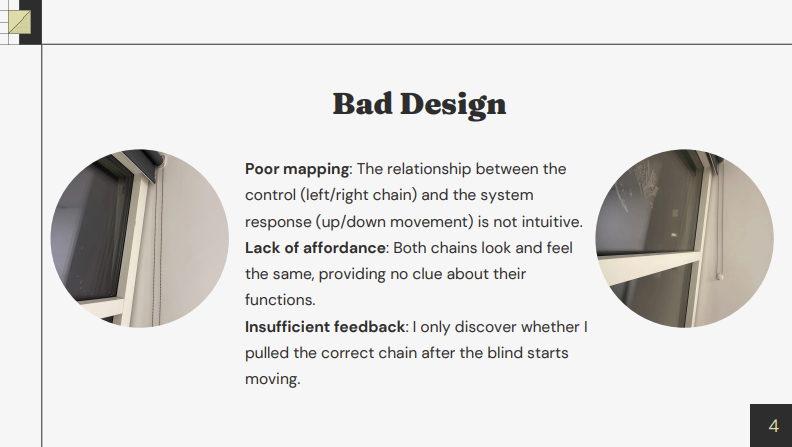 Bad Design
Poor mapping: The relationship between the
control (left/right chain) and the system
response (up/down movement) is not intuitive.
Lack of affordance: Both chains look and feel
the same, providing no clue about their
functions.
Insufficient feedback: I only discover whether I
pulled the correct chain after the blind starts
moving.
4